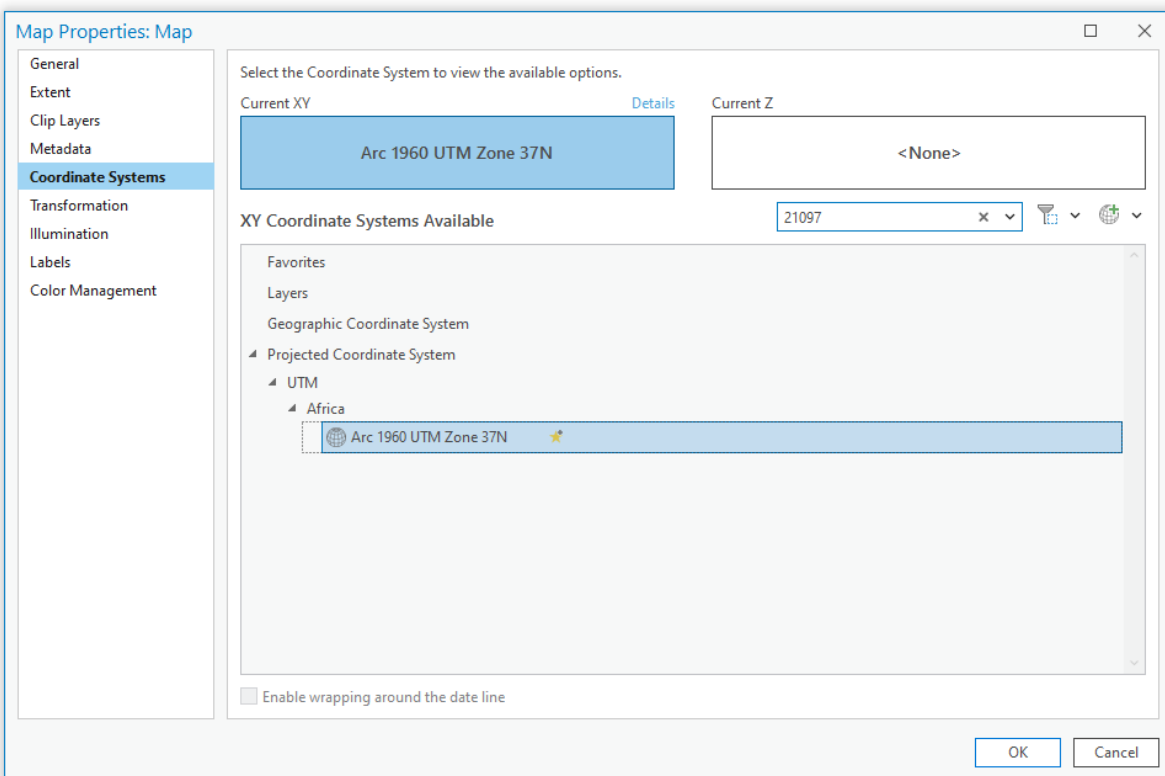 Map Properties: Map
General
Extent
Clip Layers
Metadata
Coordinate Systems
Transformation
Illumination
Labels
Color Management
Select the Coordinate System to view the available options.
Current XY Details Current Z
Arc 1960 UTM Zone 37N <None>
XY Coordinate Systems Available 21097
Favorites
Layers
Geographic Coordinate System
Projected Coordinate System
UTM
Africa
Arc 1960 UTM Zone 37N
Enable wrapping around the date line
OK Cancel